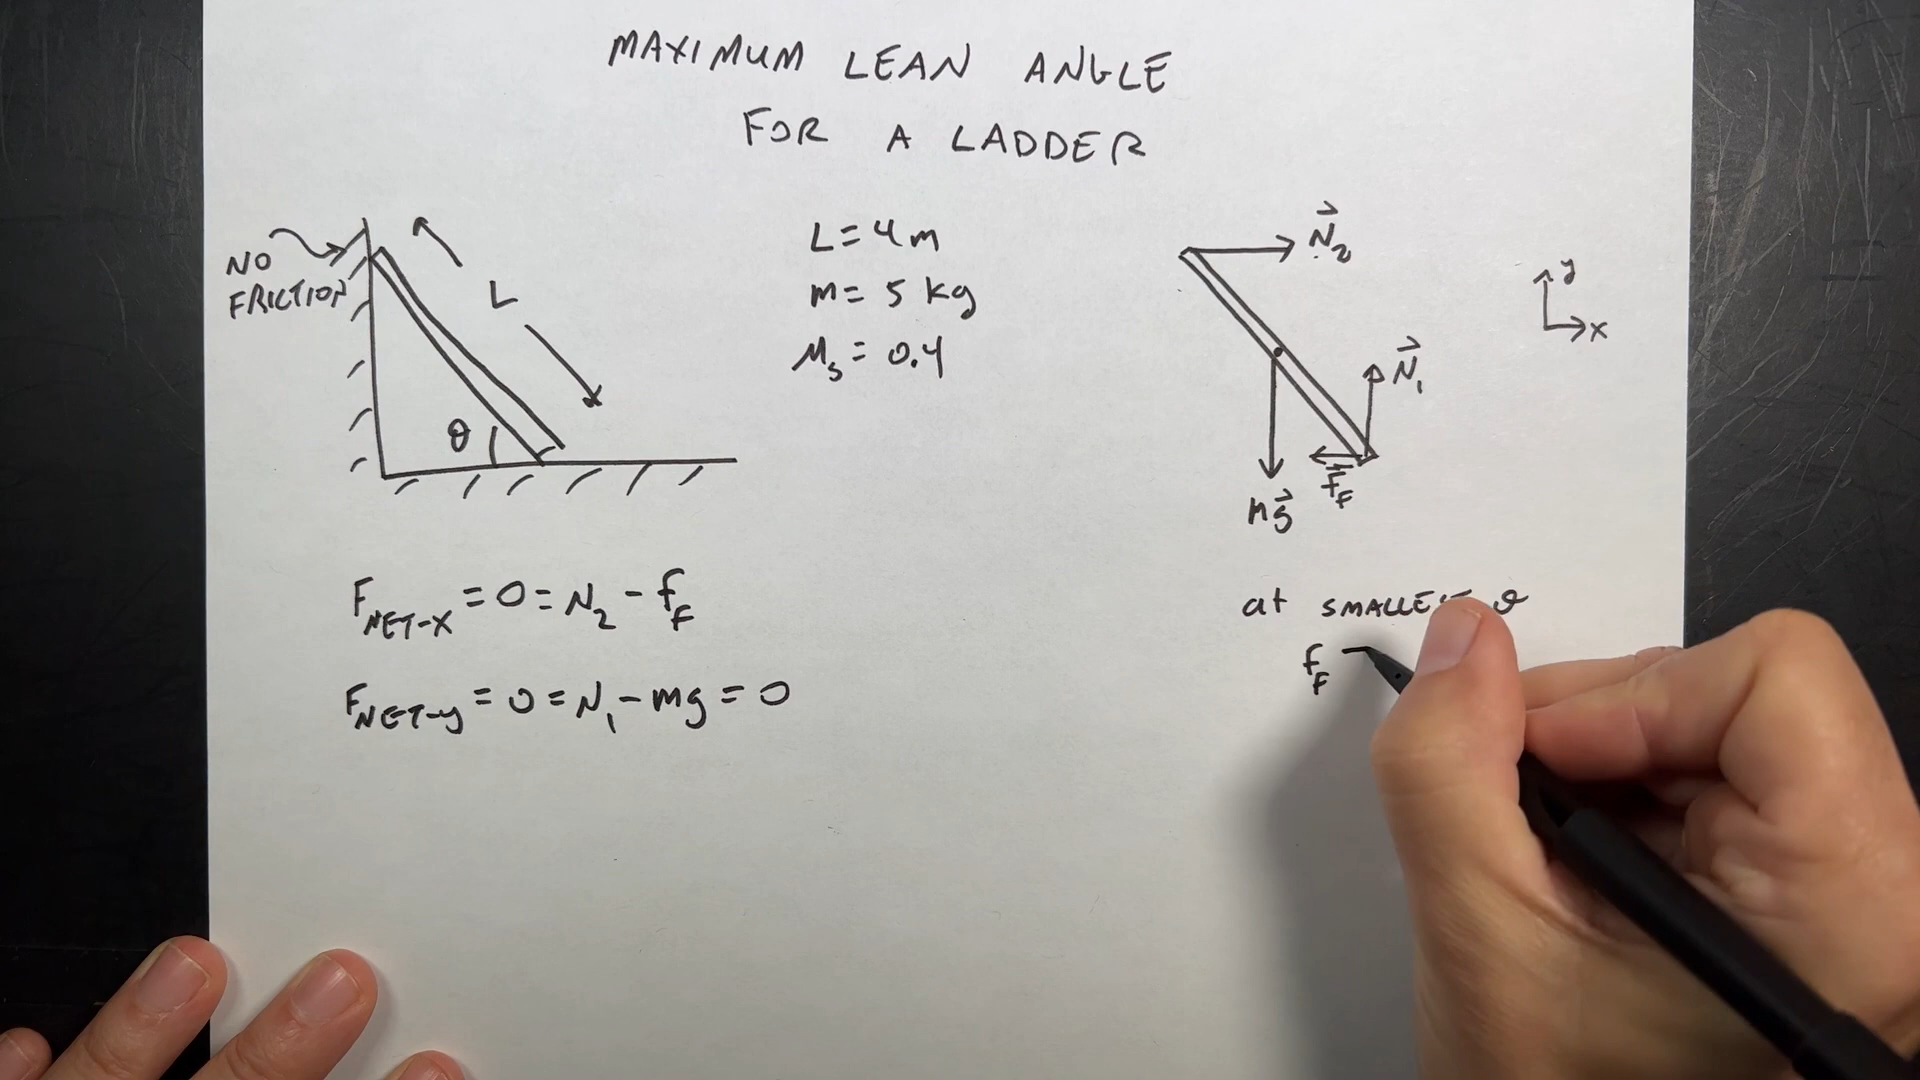 MAXIMUM LEAN ANGLE
FOR A LADDER
NO
FRICTION
L
θ
L = 4 m
m = 5 kg
μs = 0.4
N⃗2
y
x
N⃗1
F⃗F
mg⃗
FNET-x = 0 = N2 - fF
FNET-y = 0 = N1 - mg = 0
at SMALLEST θ
fF